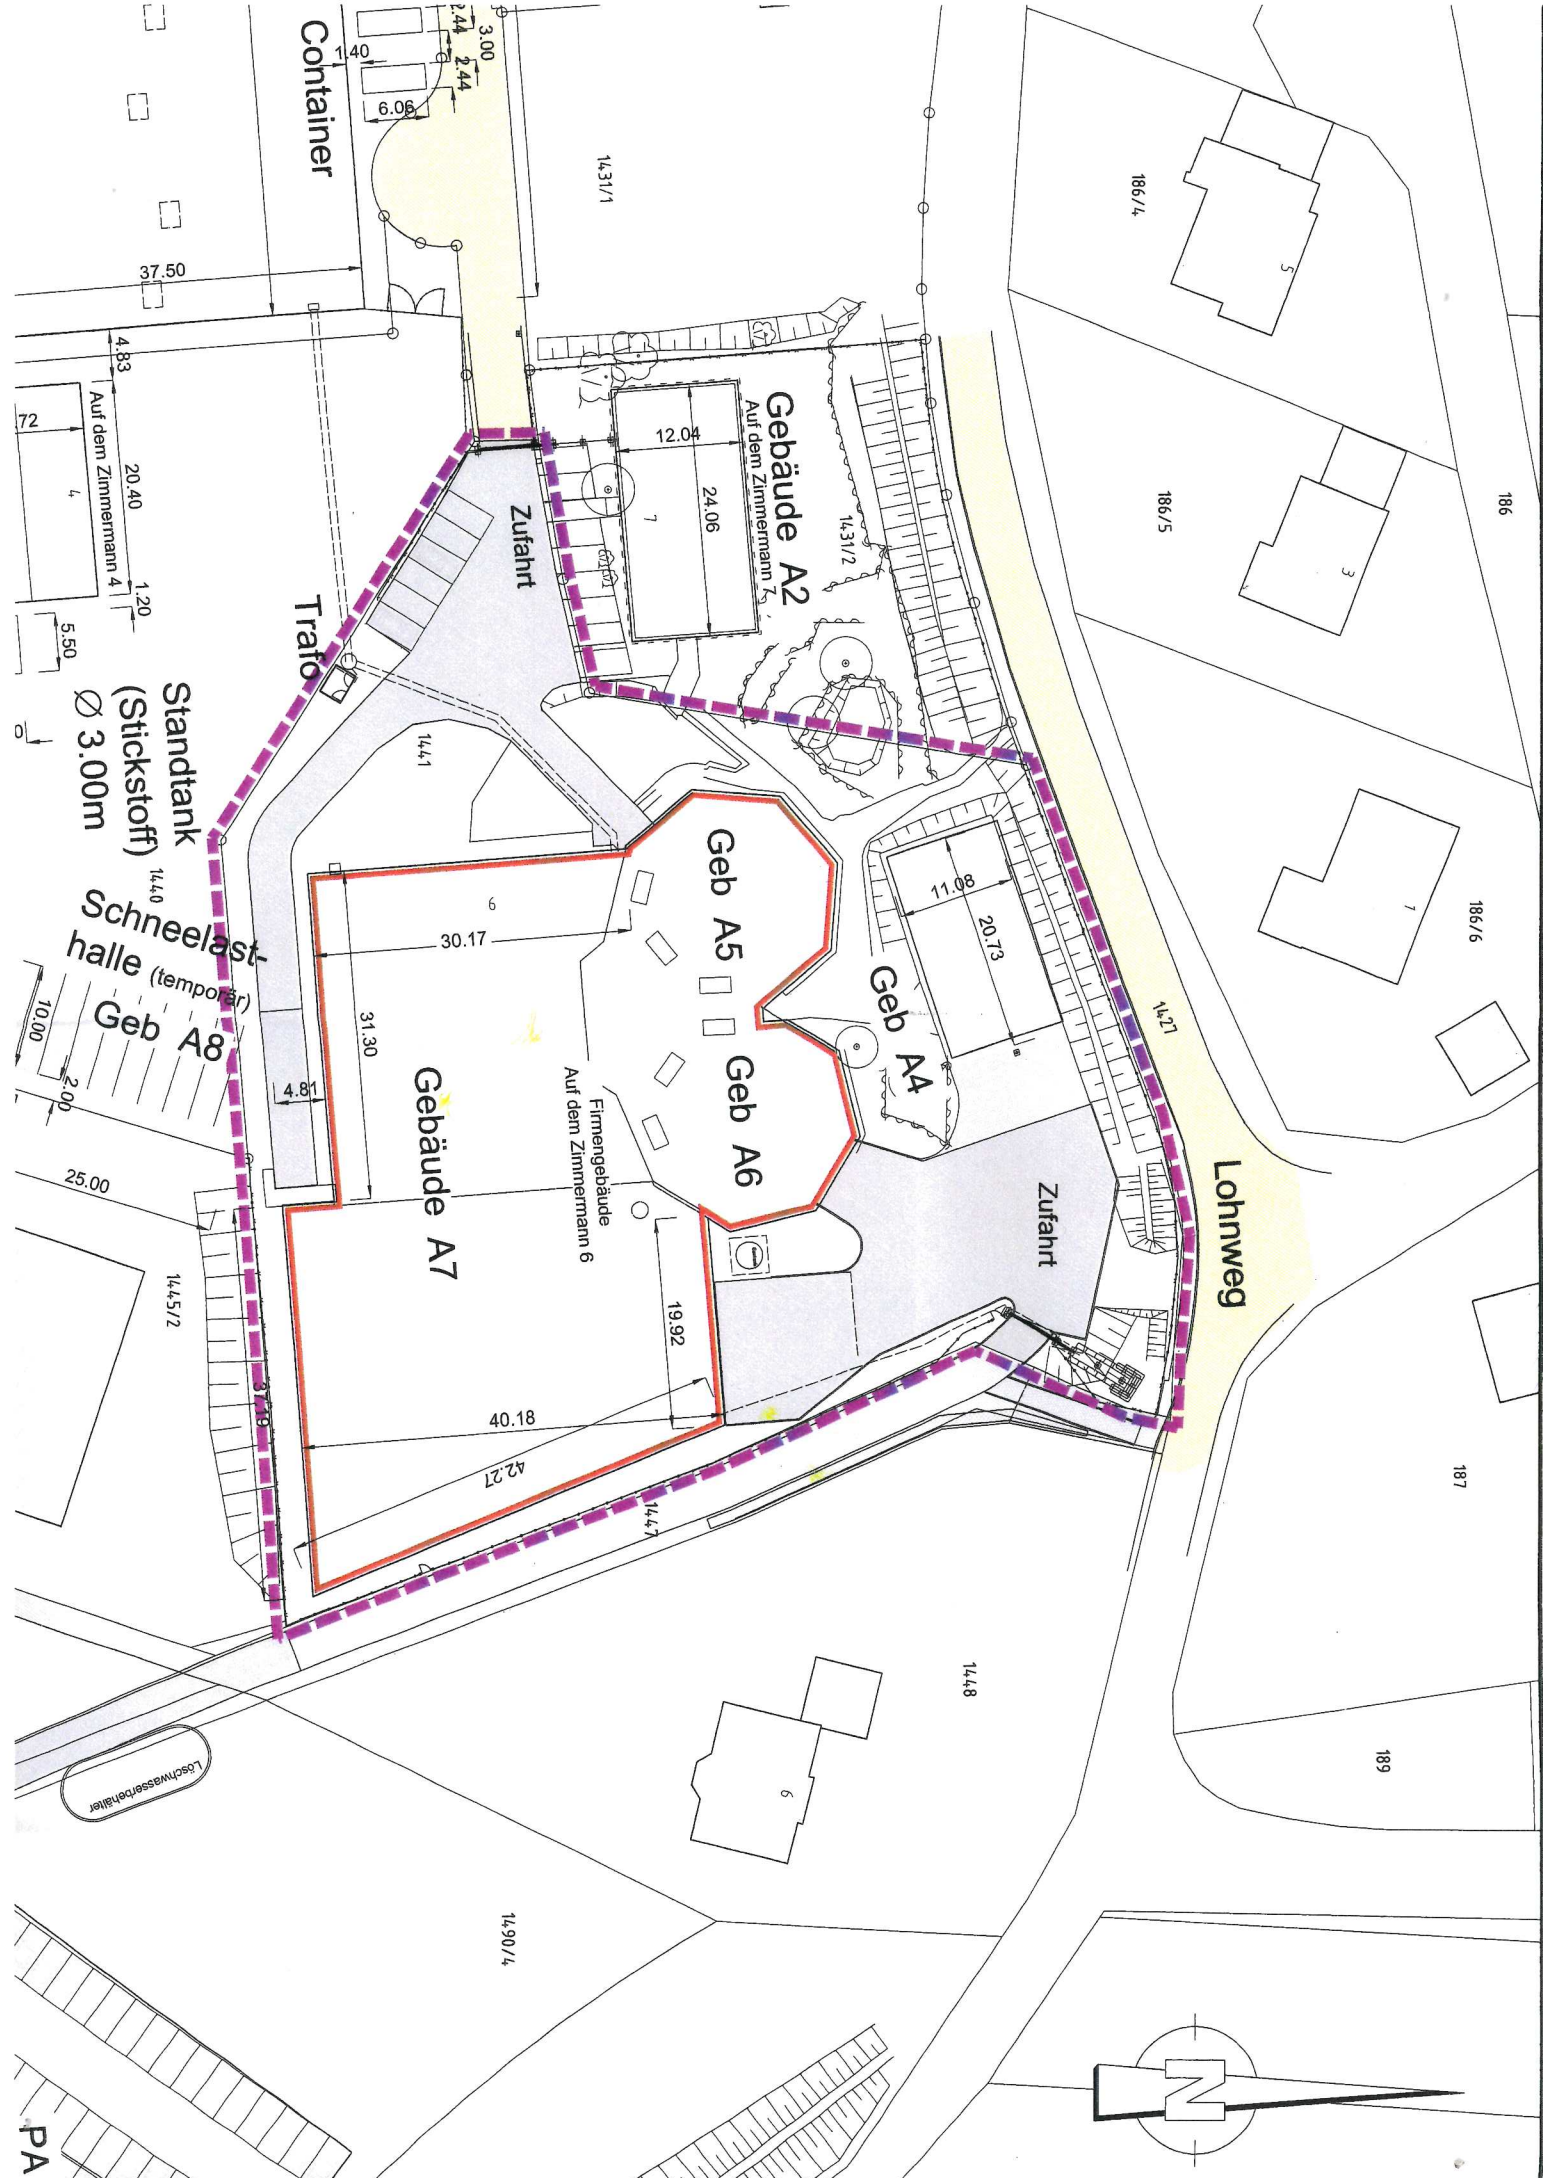 Container
1.40
2.44
3.00
2.44
6.06
37.50
4.83
1431/1
186/4
5
186
186/5
3
186/6
1
1427
Lohnweg
187
189
Gebäude A2
Auf dem Zimmermann 7
12.04
24.06
7
1431/2
Zufahrt
72
Auf dem Zimmermann 4
4
20.40
1.20
5.50
Trafo
Standtank
(Stickstoff)
Ø 3.00m
1441
1440
Schneelast-
halle (temporär)
Geb A8
10.00
2.00
25.00
1445/2
37.19
Geb A5
Geb A6
Geb A4
11.08
20.73
6
30.17
31.30
4.81
Gebäude A7
Firmengebäude
Auf dem Zimmermann 6
19.92
40.18
42.27
Zufahrt
1447
1448
6
Löschwasserbehälter
1490/4
N
PA